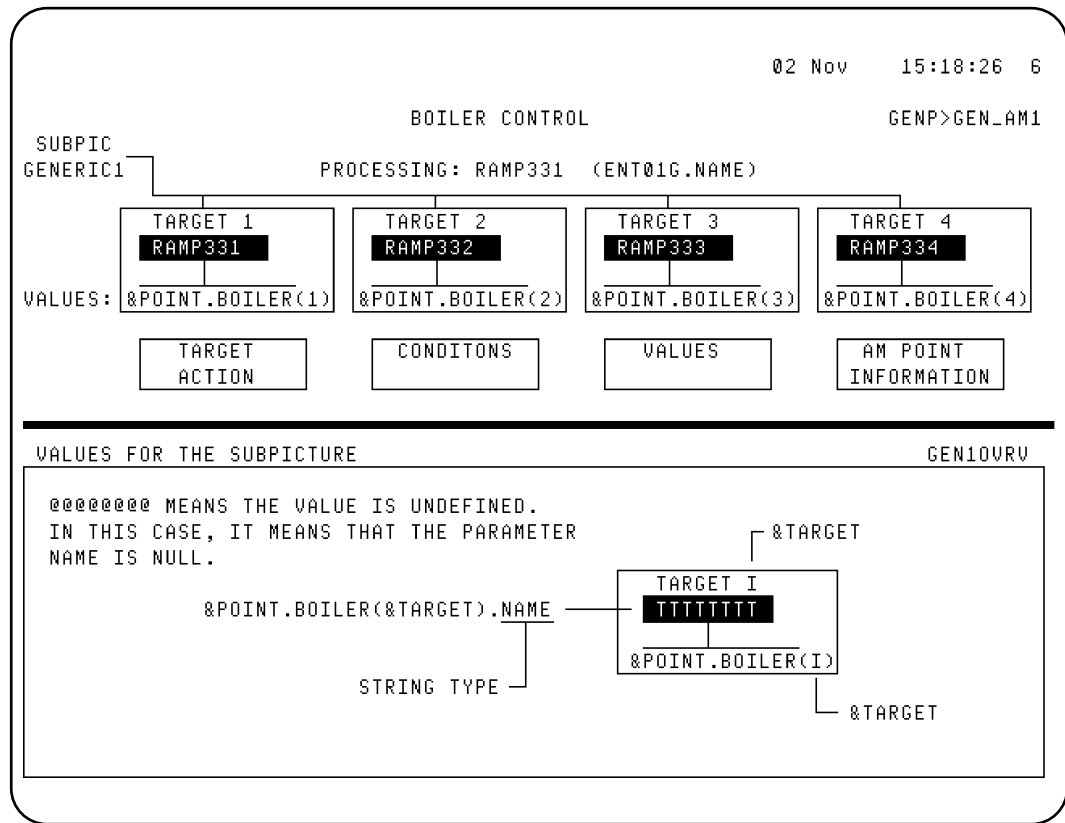 02 Nov 15:18:26 6
BOILER CONTROL GENP>GEN_AM1
SUBPIC
GENERIC1 PROCESSING: RAMP331 (ENT01G.NAME)
TARGET 1 TARGET 2 TARGET 3 TARGET 4
RAMP331 RAMP332 RAMP333 RAMP334
VALUES: &POINT.BOILER(1) &POINT.BOILER(2) &POINT.BOILER(3) &POINT.BOILER(4)
TARGET CONDITONS VALUES AM POINT
ACTION INFORMATION
VALUES FOR THE SUBPICTURE GEN1OVRV
@@@@@@@@ MEANS THE VALUE IS UNDEFINED.
IN THIS CASE, IT MEANS THAT THE PARAMETER &TARGET
NAME IS NULL.
TARGET I
&POINT.BOILER(&TARGET).NAME TTTTTTTT
&POINT.BOILER(I)
STRING TYPE
&TARGET